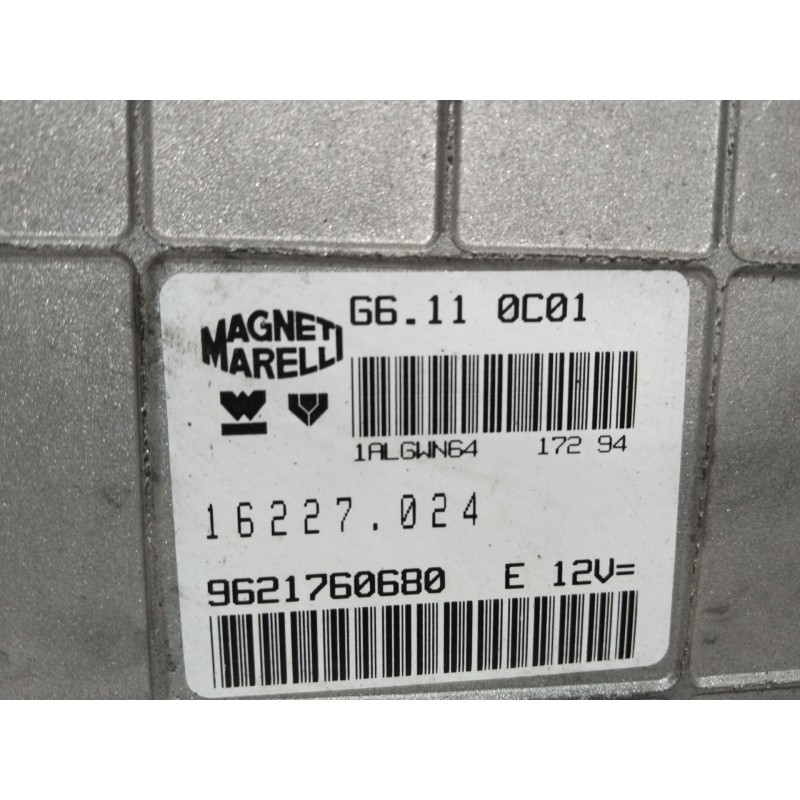 G6.11 0C01
MAGNETI
MARELLI
1ALGWN64 172 94
16227.024
9621760680 E 12V=